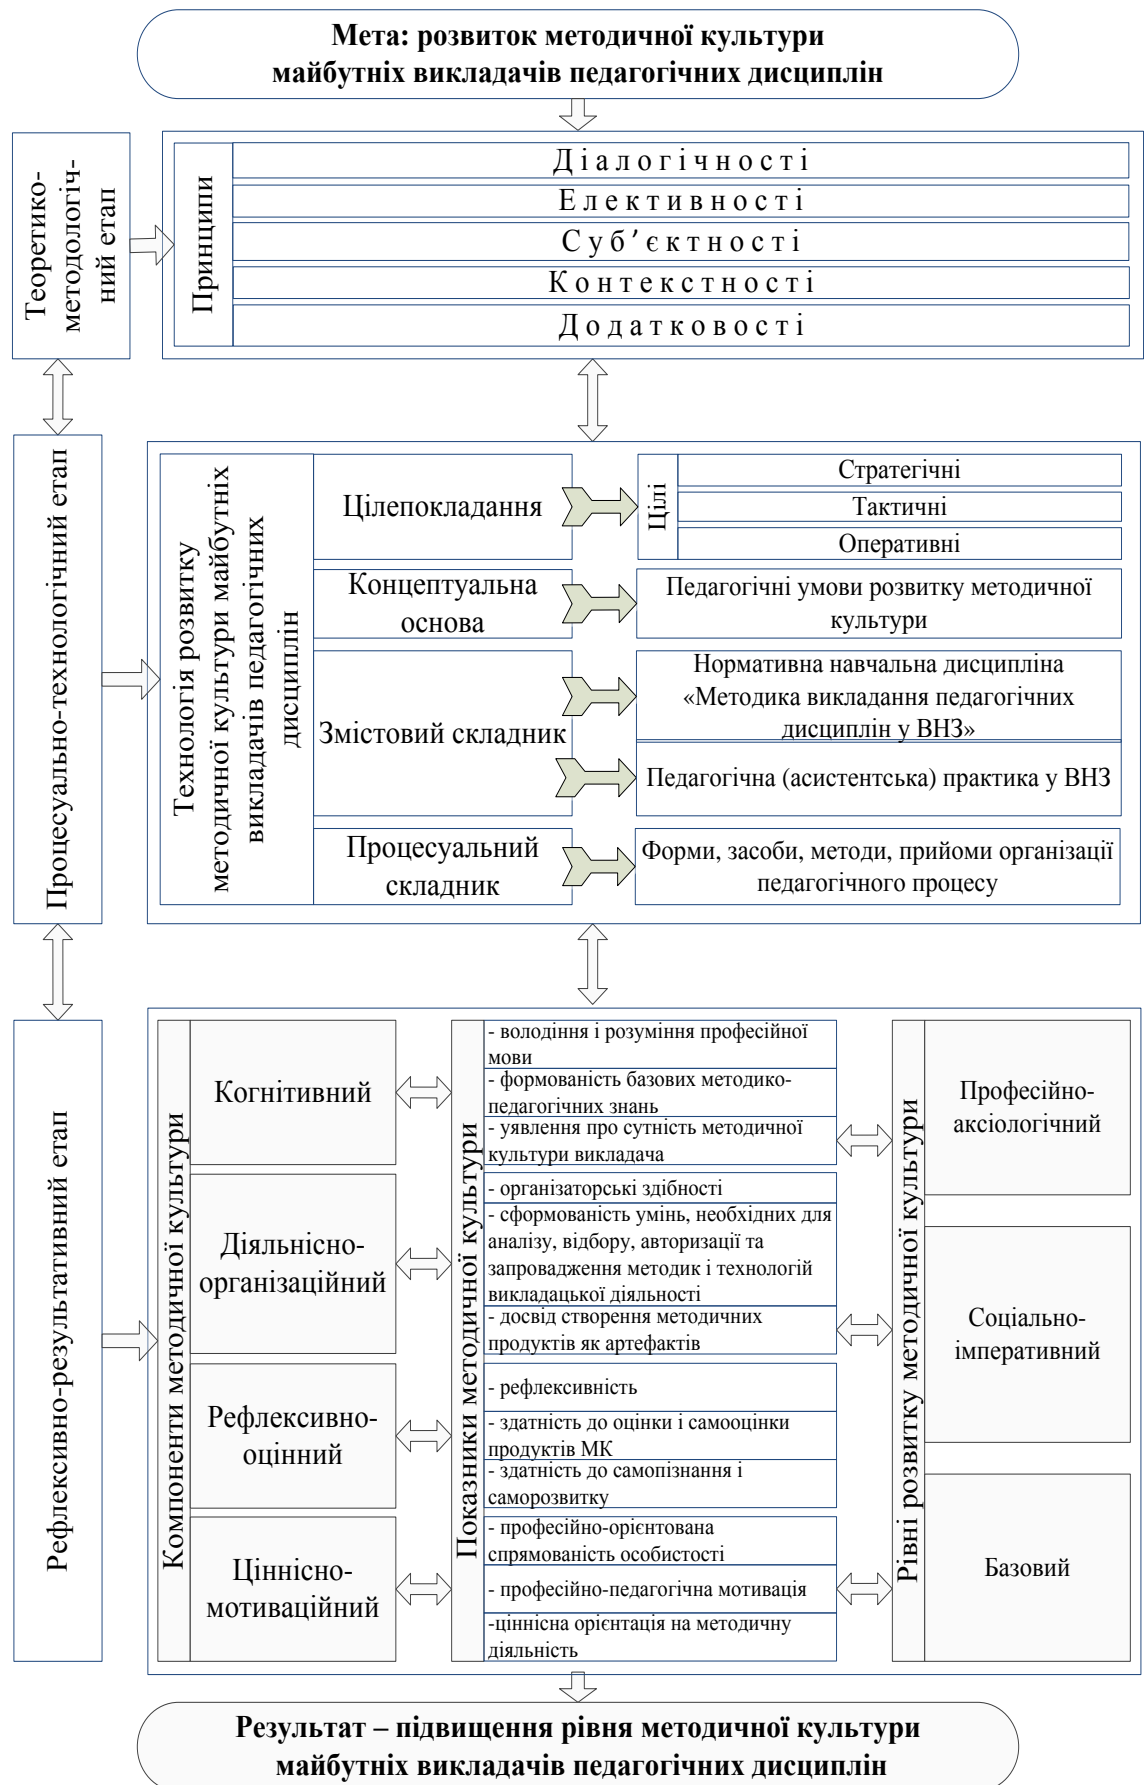 Мета: розвиток методичної культури
майбутніх викладачів педагогічних дисциплін
Теоретико-
методологіч-
ний етап
Принципи
Діалогічності
Елективності
Суб’єктності
Контекстності
Додатковості
Процесуально-технологічний етап
Технологія розвитку
методичної культури майбутніх
викладачів педагогічних
дисциплін
Цілепокладання
Цілі
Стратегічні
Тактичні
Оперативні
Концептуальна
основа
Педагогічні умови розвитку методичної
культури
Змістовий складник
Нормативна навчальна дисципліна
«Методика викладання педагогічних
дисциплін у ВНЗ»
Педагогічна (асистентська) практика у ВНЗ
Процесуальний
складник
Форми, засоби, методи, прийоми організації
педагогічного процесу
Рефлексивно-результативний етап
Компоненти методичної культури
Когнітивний
Діяльнісно-
організаційний
Рефлексивно-
оцінний
Ціннісно-
мотиваційний
Показники методичної культури
- володіння і розуміння професійної
мови
- формованість базових методико-
педагогічних знань
- уявлення про сутність методичної
культури викладача
- організаторські здібності
- сформованість умінь, необхідних для
аналізу, відбору, авторизації та
запровадження методик і технологій
викладацької діяльності
- досвід створення методичних
продуктів як артефактів
- рефлексивність
- здатність до оцінки і самооцінки
продуктів МК
- здатність до самопізнання і
саморозвитку
- професійно-орієнтована
спрямованість особистості
- професійно-педагогічна мотивація
-ціннісна орієнтація на методичну
діяльність
Рівні розвитку методичної культури
Професійно-
аксіологічний
Соціально-
імперативний
Базовий
Результат – підвищення рівня методичної культури
майбутніх викладачів педагогічних дисциплін